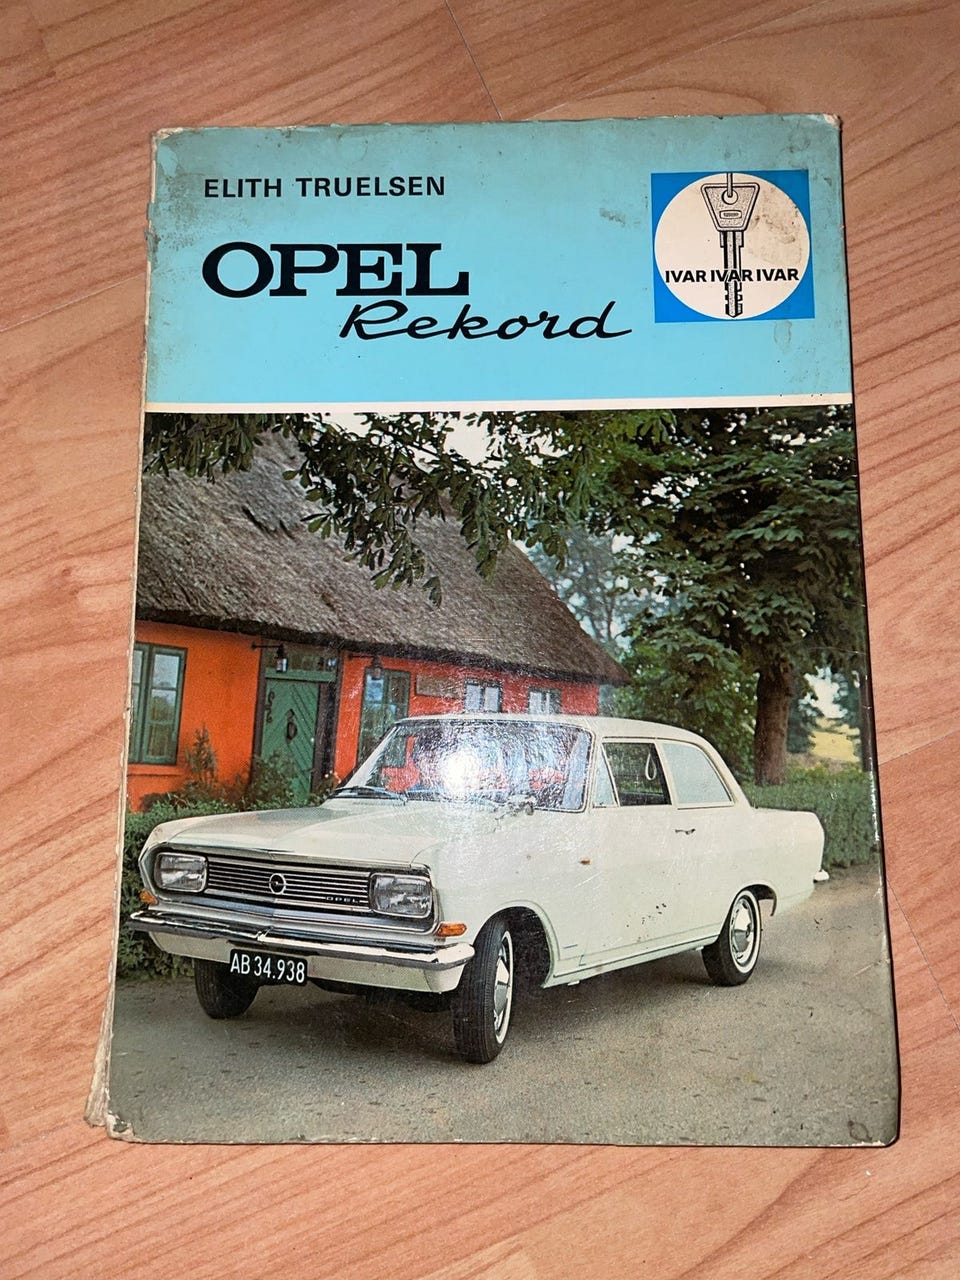 ELITH TRUELSEN
OPEL
Rekord
IVAR IVAR IVAR
OPEL
AB 34.938